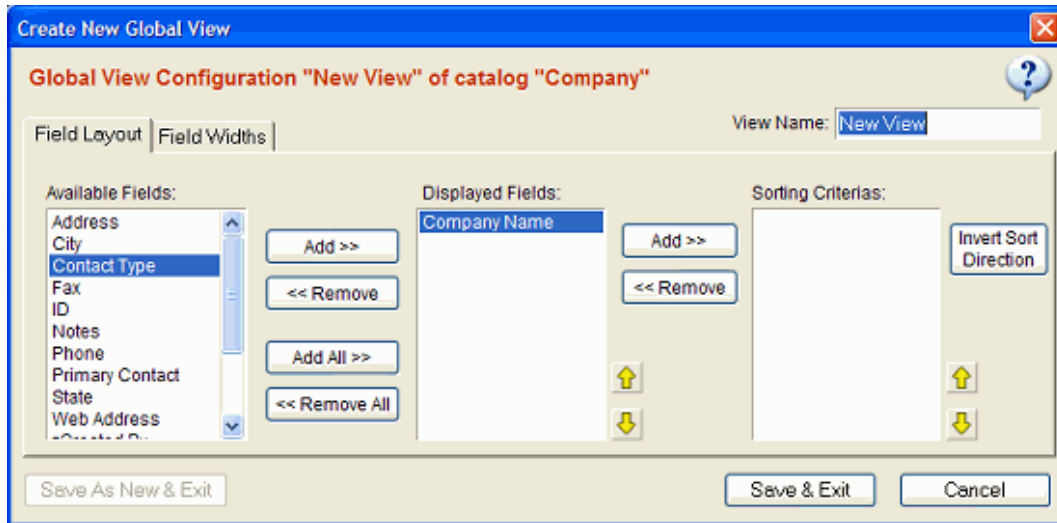 Create New Global View
Global View Configuration "New View" of catalog "Company"
View Name: New View
Field Layout
Field Widths
Available Fields:
Address
City
Contact Type
Fax
ID
Notes
Phone
Primary Contact
State
Web Address
Add >>
<< Remove
Add All >>
<< Remove All
Displayed Fields:
Company Name
Add >>
<< Remove
Sorting Criterias:
Invert Sort
Direction
Save As New & Exit
Save & Exit
Cancel